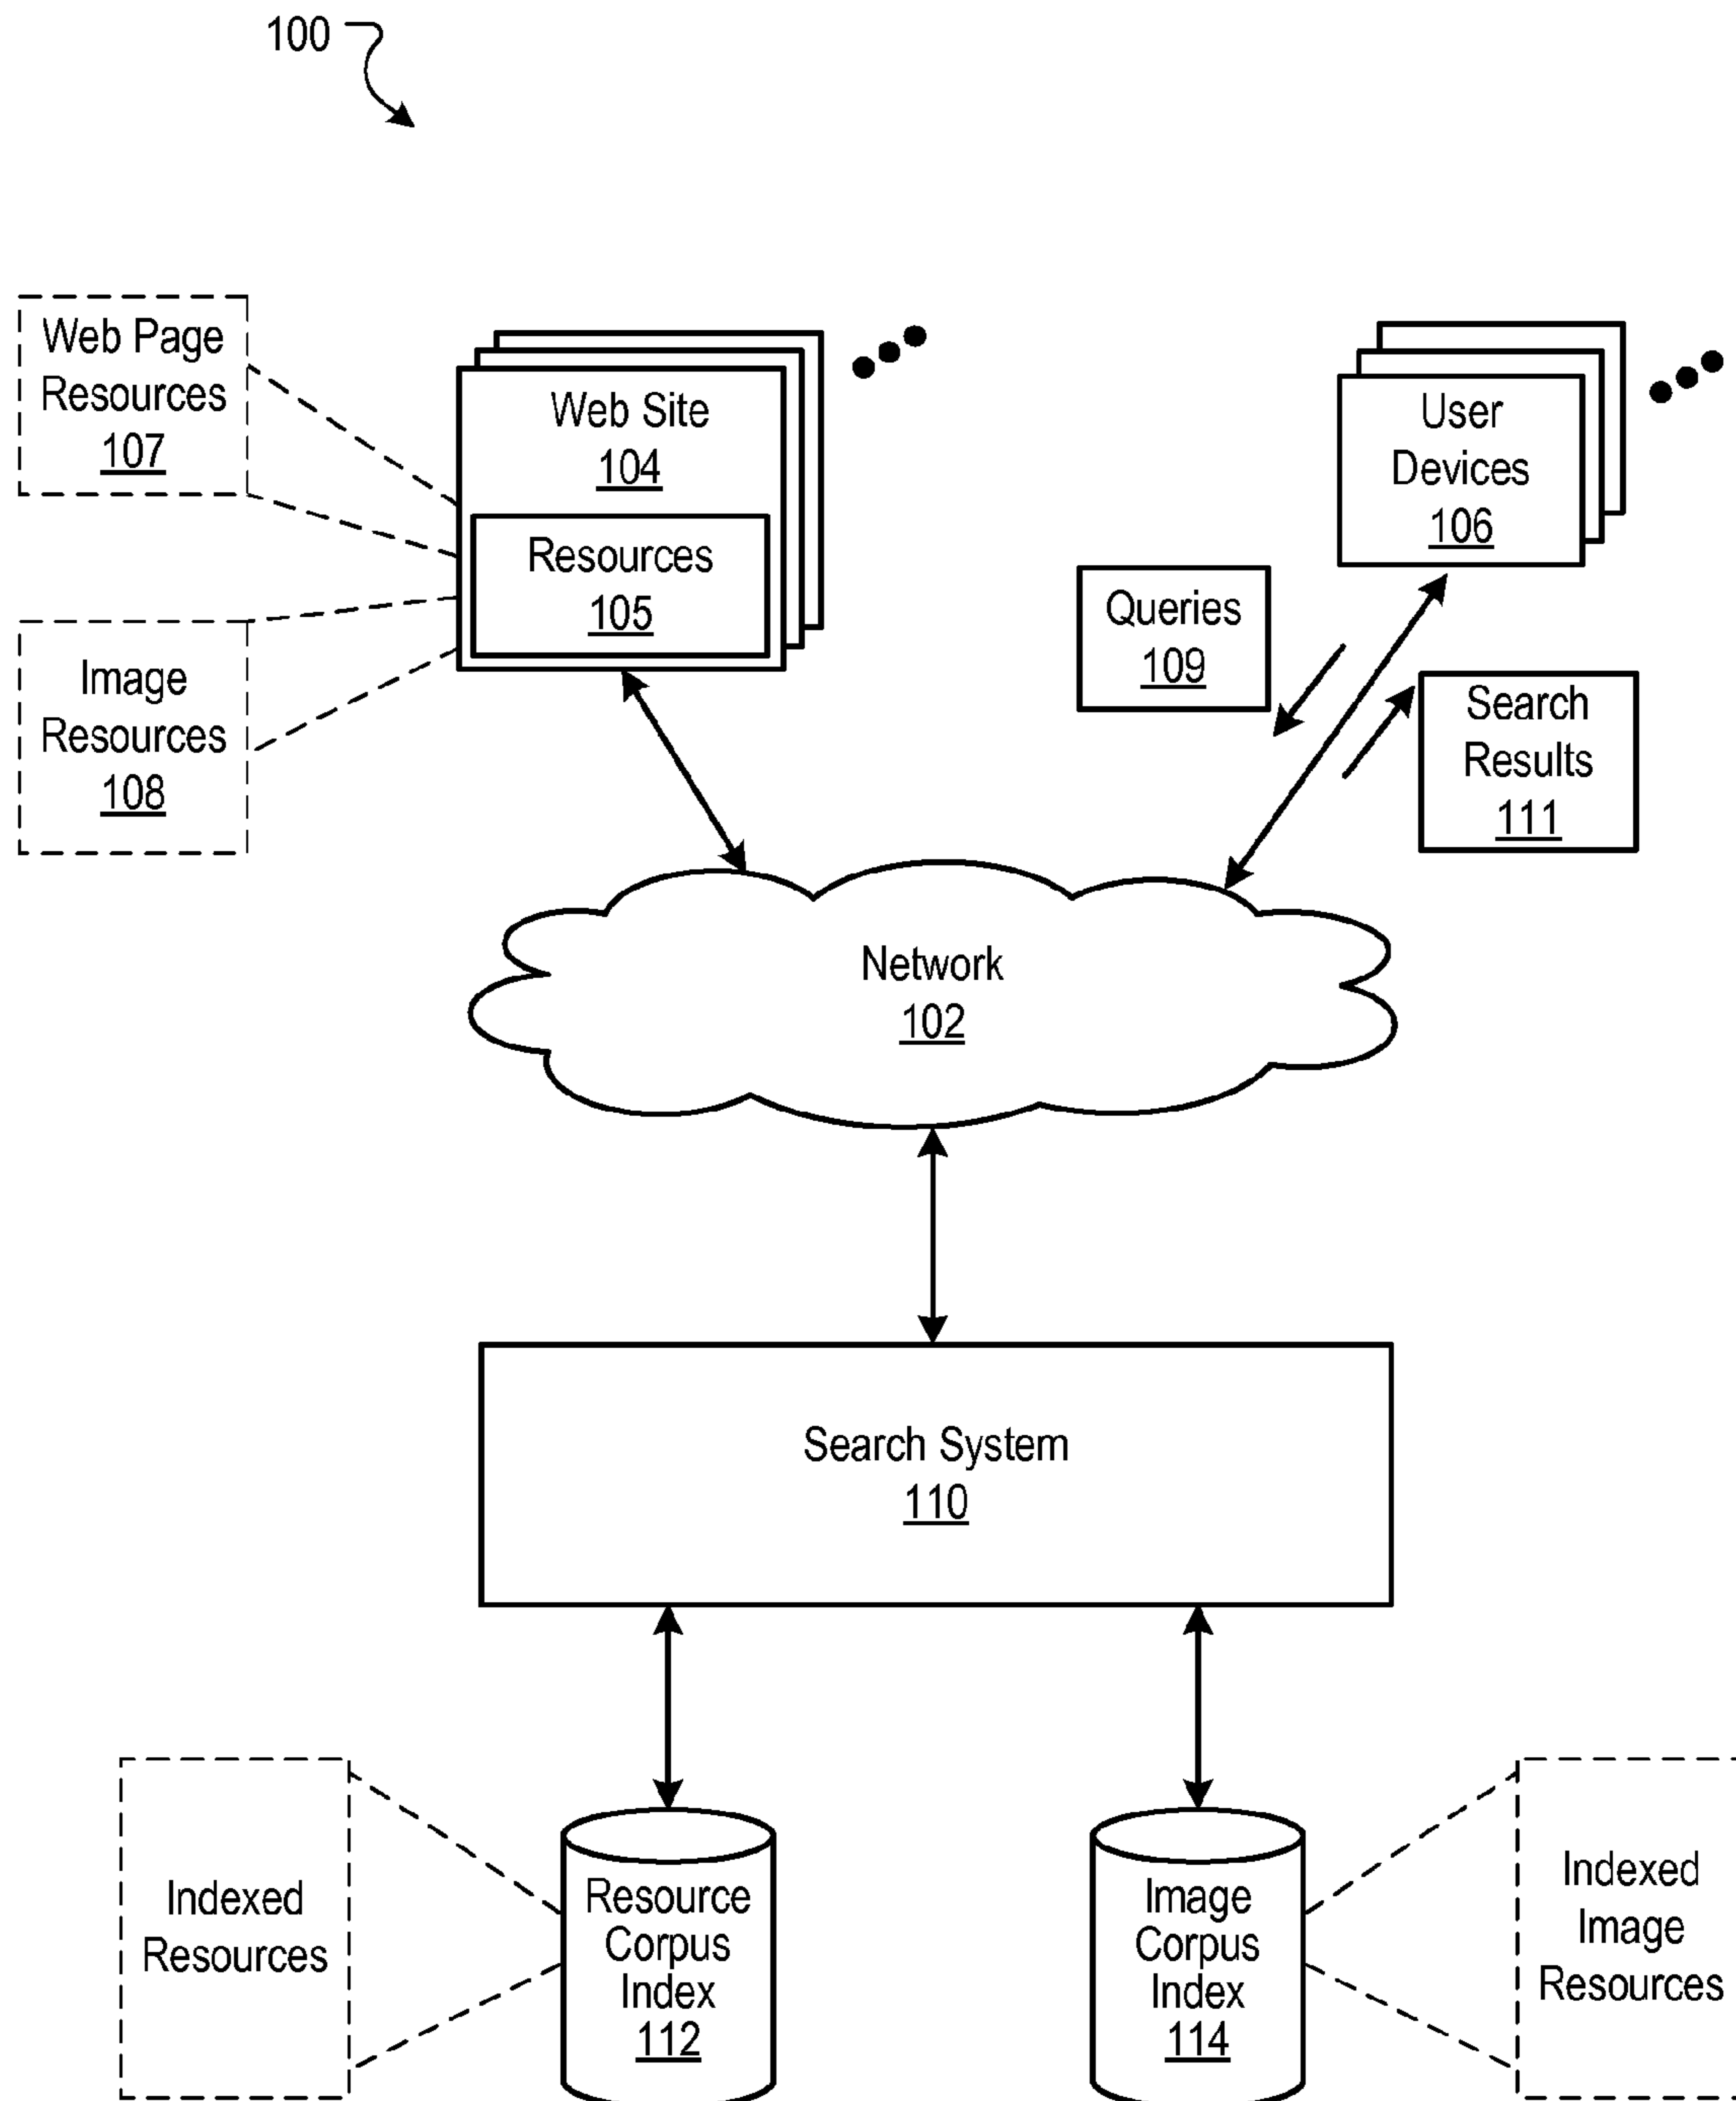 100
Web Page
Resources
107
Web Site
104
Resources
105
Image
Resources
108
User
Devices
106
Queries
109
Search
Results
111
Network
102
Search System
110
Indexed
Resources
Resource
Corpus
Index
112
Image
Corpus
Index
114
Indexed
Image
Resources